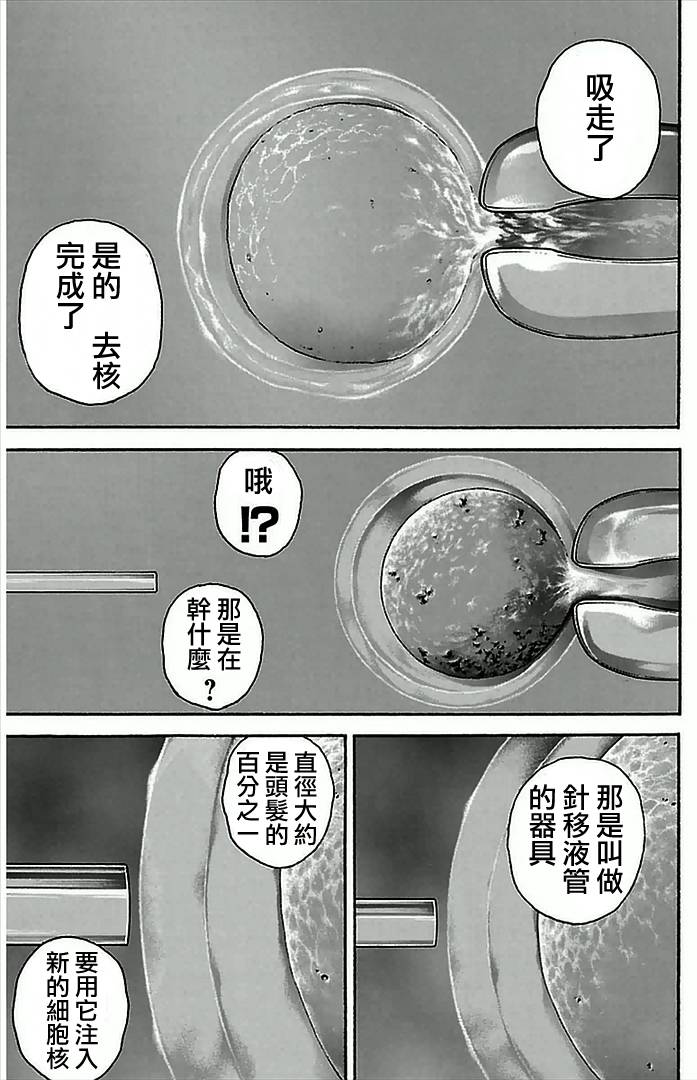 吸走了
是的 去核
完成了
哦
!?
那是在
幹什麼?
那是叫做
針移液管
的器具
直徑大約
是頭髮的
百分之一
要用它注入
新的細胞核